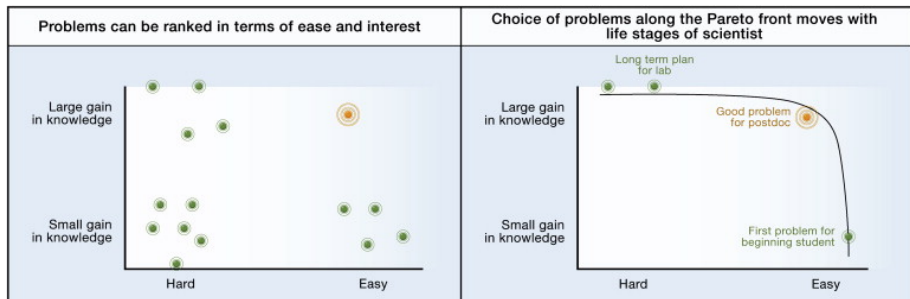 Problems can be ranked in terms of ease and interest
Large gain
in knowledge
Small gain
in knowledge
Hard
Easy
Choice of problems along the Pareto front moves with
life stages of scientist
Long term plan
for lab
Large gain
in knowledge
Good problem
for postdoc
Small gain
in knowledge
First problem for
beginning student
Hard
Easy